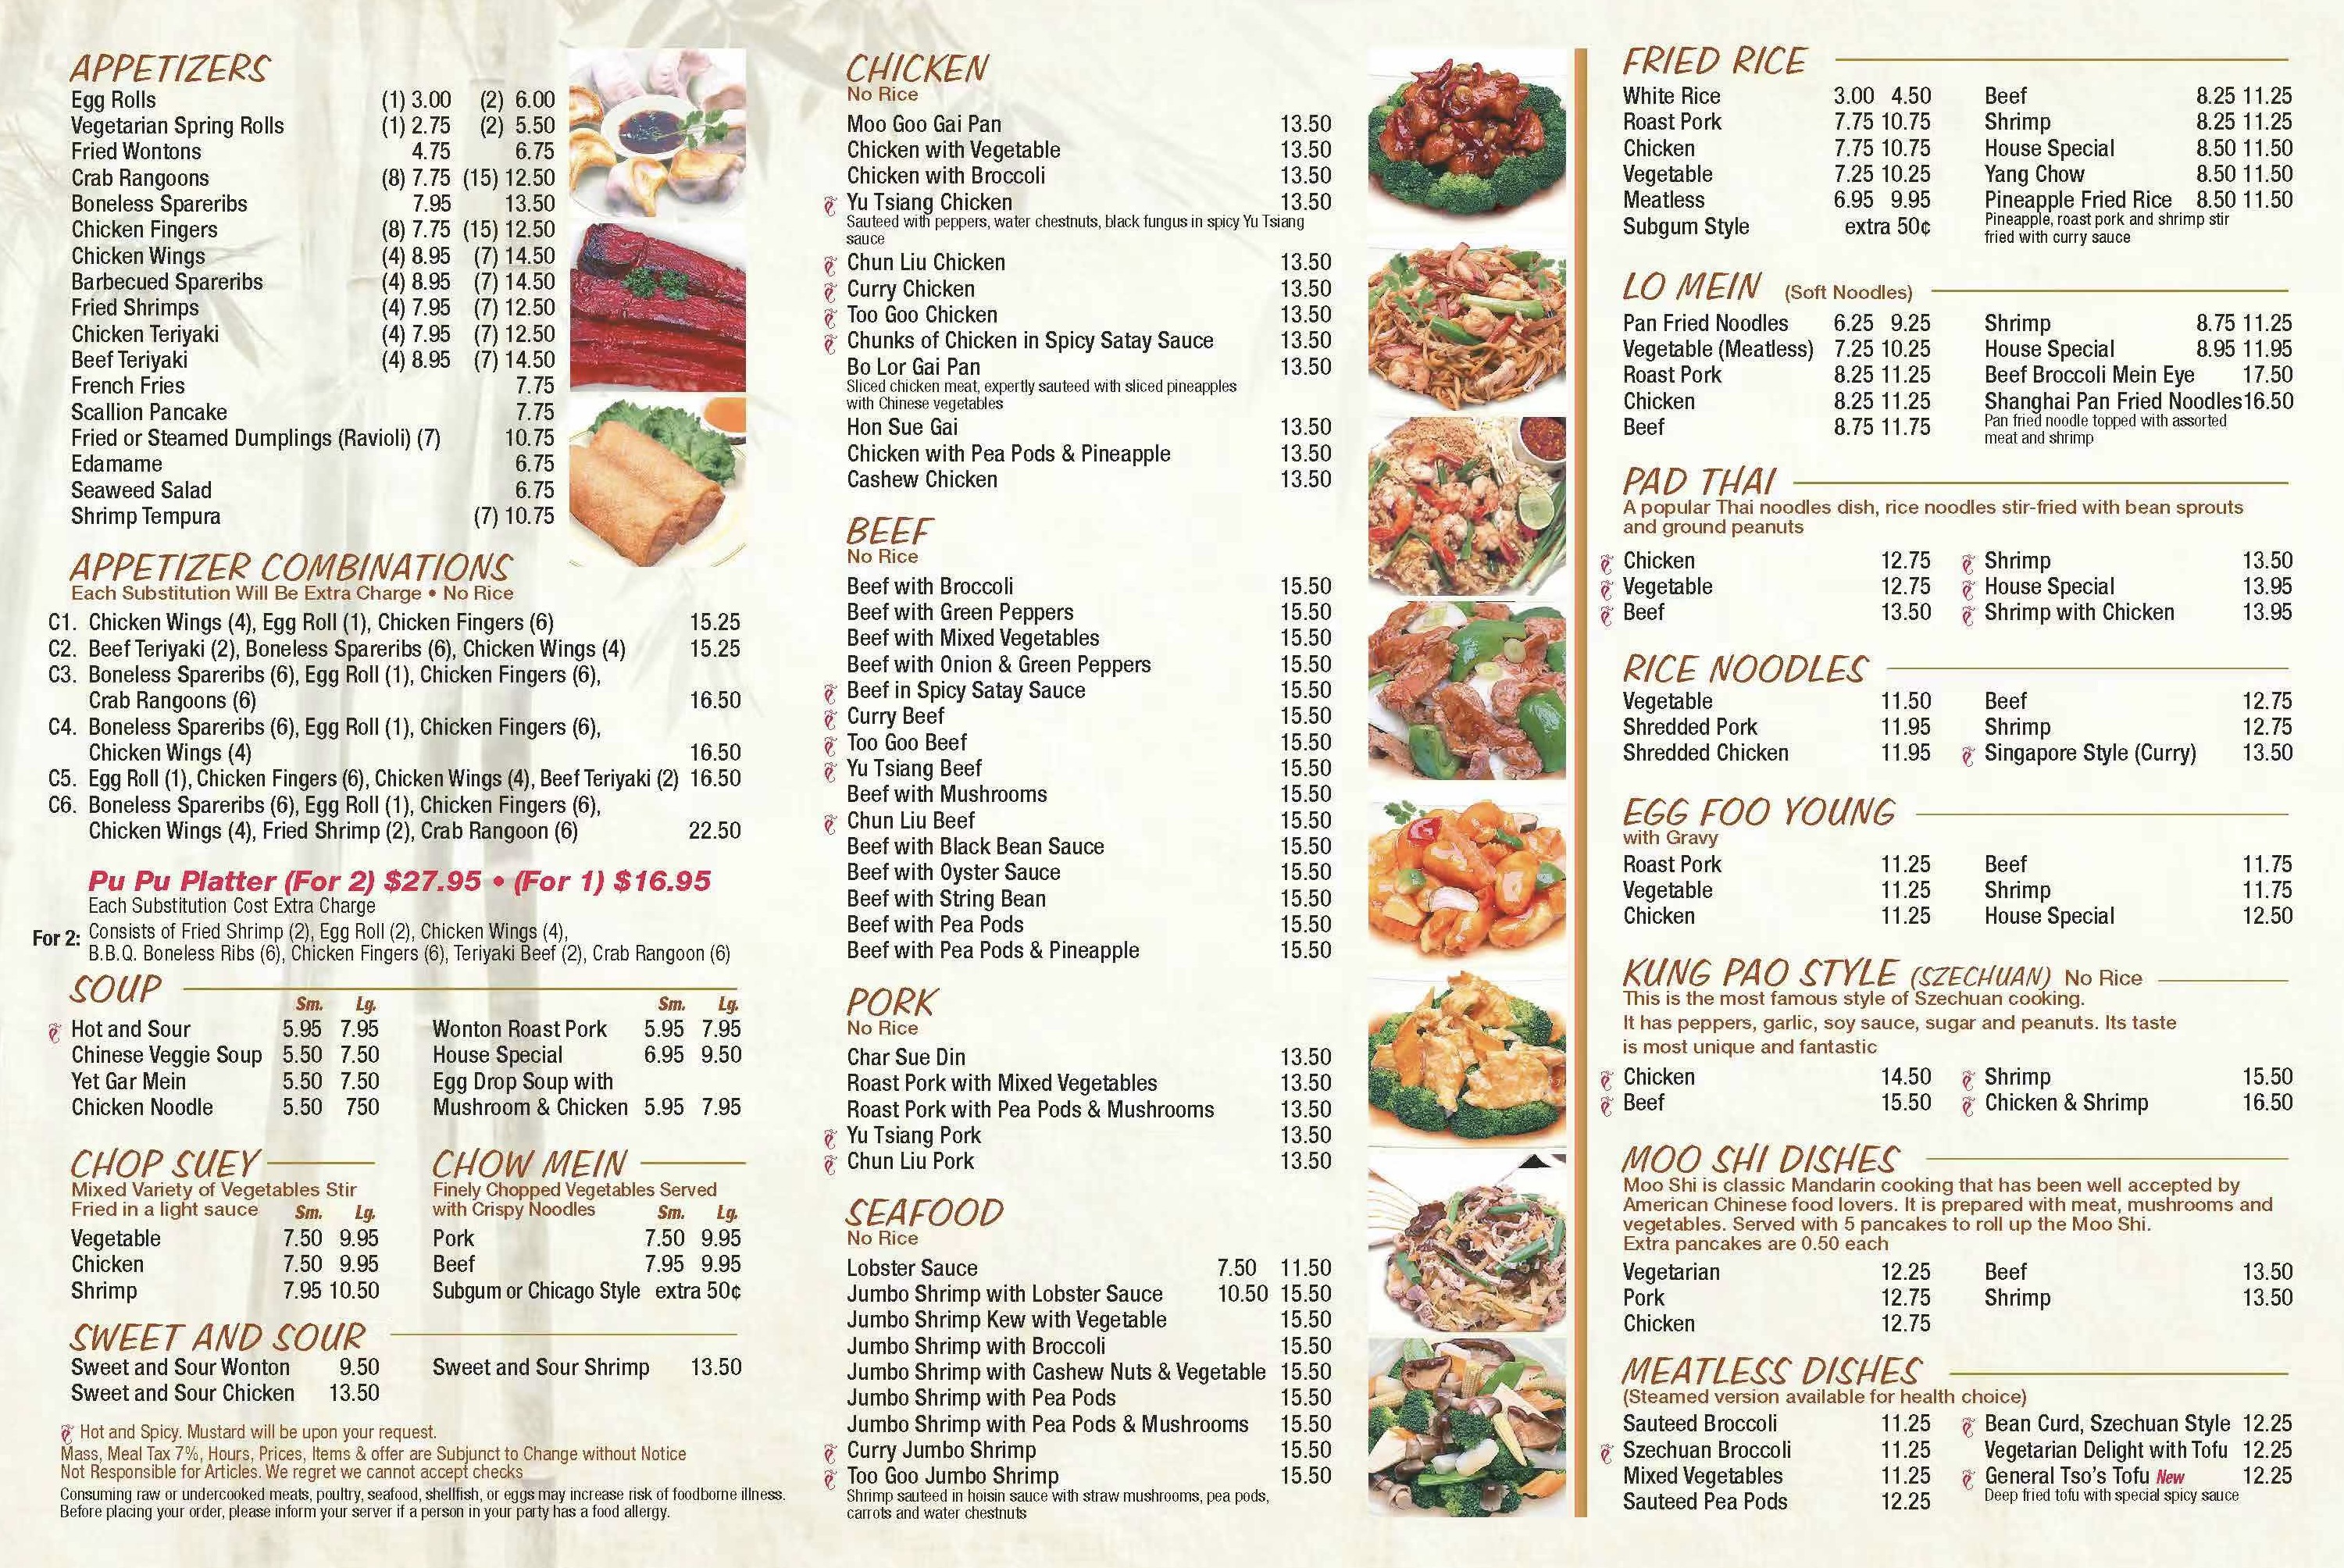 APPETIZERS
Egg Rolls (1) 3.00 (2) 6.00
Vegetarian Spring Rolls (1) 2.75 (2) 5.50
Fried Wontons 4.75 6.75
Crab Rangoons (8) 7.75 (15) 12.50
Boneless Spareribs 7.95 13.50
Chicken Fingers (8) 7.75 (15) 12.50
Chicken Wings (4) 8.95 (7) 14.50
Barbecued Spareribs (4) 8.95 (7) 14.50
Fried Shrimps (4) 7.95 (7) 12.50
Chicken Teriyaki (4) 7.95 (7) 12.50
Beef Teriyaki (4) 8.95 (7) 14.50
French Fries 7.75
Scallion Pancake 7.75
Fried or Steamed Dumplings (Ravioli) (7) 10.75
Edamame 6.75
Seaweed Salad 6.75
Shrimp Tempura (7) 10.75
APPETIZER COMBINATIONS
Each Substitution Will Be Extra Charge • No Rice
C1. Chicken Wings (4), Egg Roll (1), Chicken Fingers (6) 15.25
C2. Beef Teriyaki (2), Boneless Spareribs (6), Chicken Wings (4) 15.25
C3. Boneless Spareribs (6), Egg Roll (1), Chicken Fingers (6),
Crab Rangoons (6) 16.50
C4. Boneless Spareribs (6), Egg Roll (1), Chicken Fingers (6),
Chicken Wings (4) 16.50
C5. Egg Roll (1), Chicken Fingers (6), Chicken Wings (4), Beef Teriyaki (2) 16.50
C6. Boneless Spareribs (6), Egg Roll (1), Chicken Fingers (6),
Chicken Wings (4), Fried Shrimp (2), Crab Rangoon (6) 22.50
Pu Pu Platter (For 2) $27.95 • (For 1) $16.95
Each Substitution Cost Extra Charge
For 2: Consists of Fried Shrimp (2), Egg Roll (2), Chicken Wings (4),
B.B.Q. Boneless Ribs (6), Chicken Fingers (6), Teriyaki Beef (2), Crab Rangoon (6)
SOUP
Sm. Lg.
Hot and Sour 5.95 7.95
Chinese Veggie Soup 5.50 7.50
Yet Gar Mein 5.50 7.50
Chicken Noodle 5.50 750
Sm. Lg.
Wonton Roast Pork 5.95 7.95
House Special 6.95 9.50
Egg Drop Soup with
Mushroom & Chicken 5.95 7.95
CHOP SUEY
Mixed Variety of Vegetables Stir
Fried in a light sauce Sm. Lg.
Vegetable 7.50 9.95
Chicken 7.50 9.95
Shrimp 7.95 10.50
CHOW MEIN
Finely Chopped Vegetables Served
with Crispy Noodles Sm. Lg.
Pork 7.50 9.95
Beef 7.95 9.95
Subgum or Chicago Style extra 50¢
SWEET AND SOUR
Sweet and Sour Wonton 9.50
Sweet and Sour Chicken 13.50
Sweet and Sour Shrimp 13.50
Hot and Spicy. Mustard will be upon your request.
Mass, Meal Tax 7%, Hours, Prices, Items & offer are Subjunct to Change without Notice
Not Responsible for Articles. We regret we cannot accept checks
Consuming raw or undercooked meats, poultry, seafood, shellfish, or eggs may increase risk of foodborne illness.
Before placing your order, please inform your server if a person in your party has a food allergy.
CHICKEN
No Rice
Moo Goo Gai Pan 13.50
Chicken with Vegetable 13.50
Chicken with Broccoli 13.50
Yu Tsiang Chicken 13.50
Sauteed with peppers, water chestnuts, black fungus in spicy Yu Tsiang
sauce
Chun Liu Chicken 13.50
Curry Chicken 13.50
Too Goo Chicken 13.50
Chunks of Chicken in Spicy Satay Sauce 13.50
Bo Lor Gai Pan 13.50
Sliced chicken meat, expertly sauteed with sliced pineapples
with Chinese vegetables
Hon Sue Gai 13.50
Chicken with Pea Pods & Pineapple 13.50
Cashew Chicken 13.50
BEEF
No Rice
Beef with Broccoli 15.50
Beef with Green Peppers 15.50
Beef with Mixed Vegetables 15.50
Beef with Onion & Green Peppers 15.50
Beef in Spicy Satay Sauce 15.50
Curry Beef 15.50
Too Goo Beef 15.50
Yu Tsiang Beef 15.50
Beef with Mushrooms 15.50
Chun Liu Beef 15.50
Beef with Black Bean Sauce 15.50
Beef with Oyster Sauce 15.50
Beef with String Bean 15.50
Beef with Pea Pods 15.50
Beef with Pea Pods & Pineapple 15.50
PORK
No Rice
Char Sue Din 13.50
Roast Pork with Mixed Vegetables 13.50
Roast Pork with Pea Pods & Mushrooms 13.50
Yu Tsiang Pork 13.50
Chun Liu Pork 13.50
SEAFOOD
No Rice
Lobster Sauce 7.50 11.50
Jumbo Shrimp with Lobster Sauce 10.50 15.50
Jumbo Shrimp Kew with Vegetable 15.50
Jumbo Shrimp with Broccoli 15.50
Jumbo Shrimp with Cashew Nuts & Vegetable 15.50
Jumbo Shrimp with Pea Pods 15.50
Jumbo Shrimp with Pea Pods & Mushrooms 15.50
Curry Jumbo Shrimp 15.50
Too Goo Jumbo Shrimp 15.50
Shrimp sauteed in hoisin sauce with straw mushrooms, pea pods,
carrots and water chestnuts
FRIED RICE
White Rice 3.00 4.50
Roast Pork 7.75 10.75
Chicken 7.75 10.75
Vegetable 7.25 10.25
Meatless 6.95 9.95
Subgum Style extra 50¢
Beef 8.25 11.25
Shrimp 8.25 11.25
House Special 8.50 11.50
Yang Chow 8.50 11.50
Pineapple Fried Rice 8.50 11.50
Pineapple, roast pork and shrimp stir
fried with curry sauce
LO MEIN (Soft Noodles)
Pan Fried Noodles 6.25 9.25
Vegetable (Meatless) 7.25 10.25
Roast Pork 8.25 11.25
Chicken 8.25 11.25
Beef 8.75 11.75
Shrimp 8.75 11.25
House Special 8.95 11.95
Beef Broccoli Mein Eye 17.50
Shanghai Pan Fried Noodles 16.50
Pan fried noodle topped with assorted
meat and shrimp
PAD THAI
A popular Thai noodles dish, rice noodles stir-fried with bean sprouts
and ground peanuts
Chicken 12.75
Vegetable 12.75
Beef 13.50
Shrimp 13.50
House Special 13.95
Shrimp with Chicken 13.95
RICE NOODLES
Vegetable 11.50
Shredded Pork 11.95
Shredded Chicken 11.95
Beef 12.75
Shrimp 12.75
Singapore Style (Curry) 13.50
EGG FOO YOUNG
with Gravy
Roast Pork 11.25
Vegetable 11.25
Chicken 11.25
Beef 11.75
Shrimp 11.75
House Special 12.50
KUNG PAO STYLE (SZECHUAN) No Rice
This is the most famous style of Szechuan cooking.
It has peppers, garlic, soy sauce, sugar and peanuts. Its taste
is most unique and fantastic
Chicken 14.50
Beef 15.50
Shrimp 15.50
Chicken & Shrimp 16.50
MOO SHI DISHES
Moo Shi is classic Mandarin cooking that has been well accepted by
American Chinese food lovers. It is prepared with meat, mushrooms and
vegetables. Served with 5 pancakes to roll up the Moo Shi.
Extra pancakes are 0.50 each
Vegetarian 12.25
Pork 12.75
Chicken 12.75
Beef 13.50
Shrimp 13.50
MEATLESS DISHES
(Steamed version available for health choice)
Sauteed Broccoli 11.25
Szechuan Broccoli 11.25
Mixed Vegetables 11.25
Sauteed Pea Pods 12.25
Bean Curd, Szechuan Style 12.25
Vegetarian Delight with Tofu 12.25
General Tso's Tofu New 12.25
Deep fried tofu with special spicy sauce